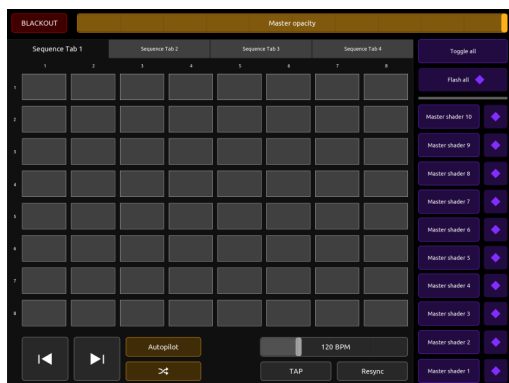 BLACKOUT
Master opacity
Sequence Tab 1
Sequence Tab 2
Sequence Tab 3
Sequence Tab 4
Toggle all
1 2 3 4 5 6 7 8
Flash all
1
2
3
4
5
6
7
8
Master shader 10
Master shader 9
Master shader 8
Master shader 7
Master shader 6
Master shader 5
Master shader 4
Master shader 3
Master shader 2
Master shader 1
Autopilot
120 BPM
TAP
Resync